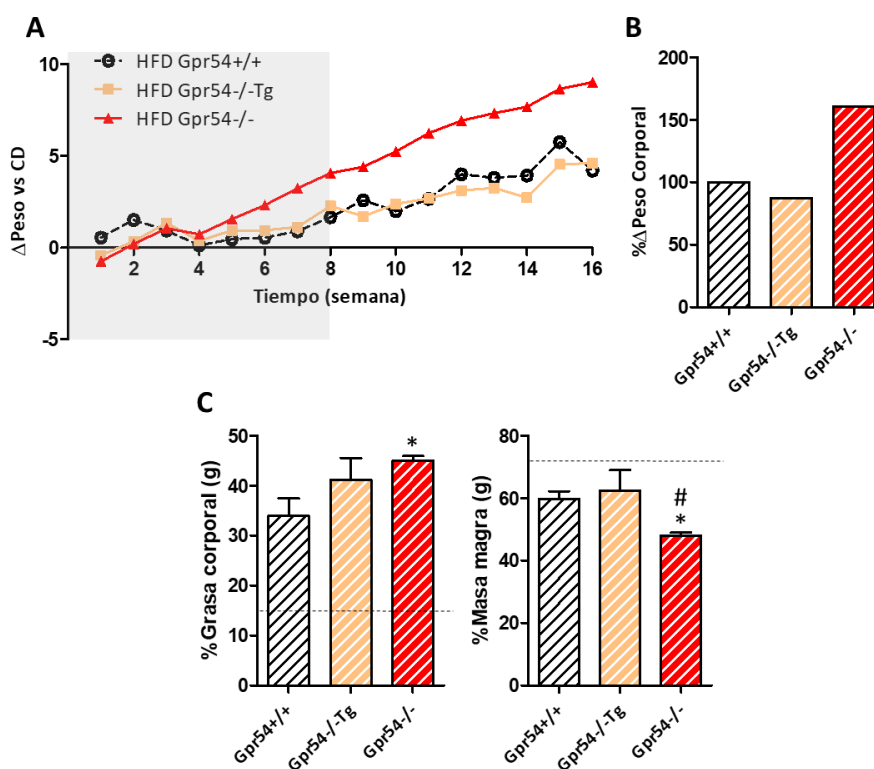 A
HFD Gpr54+/+
HFD Gpr54-/-Tg
HFD Gpr54-/-
ΔPeso vs CD
10
5
0
-5
2 4 6 8 10 12 14 16
Tiempo (semana)
B
%ΔPeso Corporal
200
150
100
50
0
Gpr54+/+
Gpr54-/-Tg
Gpr54-/-
C
%Grasa corporal (g)
50
40
30
20
10
0
*
Gpr54+/+
Gpr54-/-Tg
Gpr54-/-
%Masa magra (g)
80
60
40
20
0
#
*
Gpr54+/+
Gpr54-/-Tg
Gpr54-/-